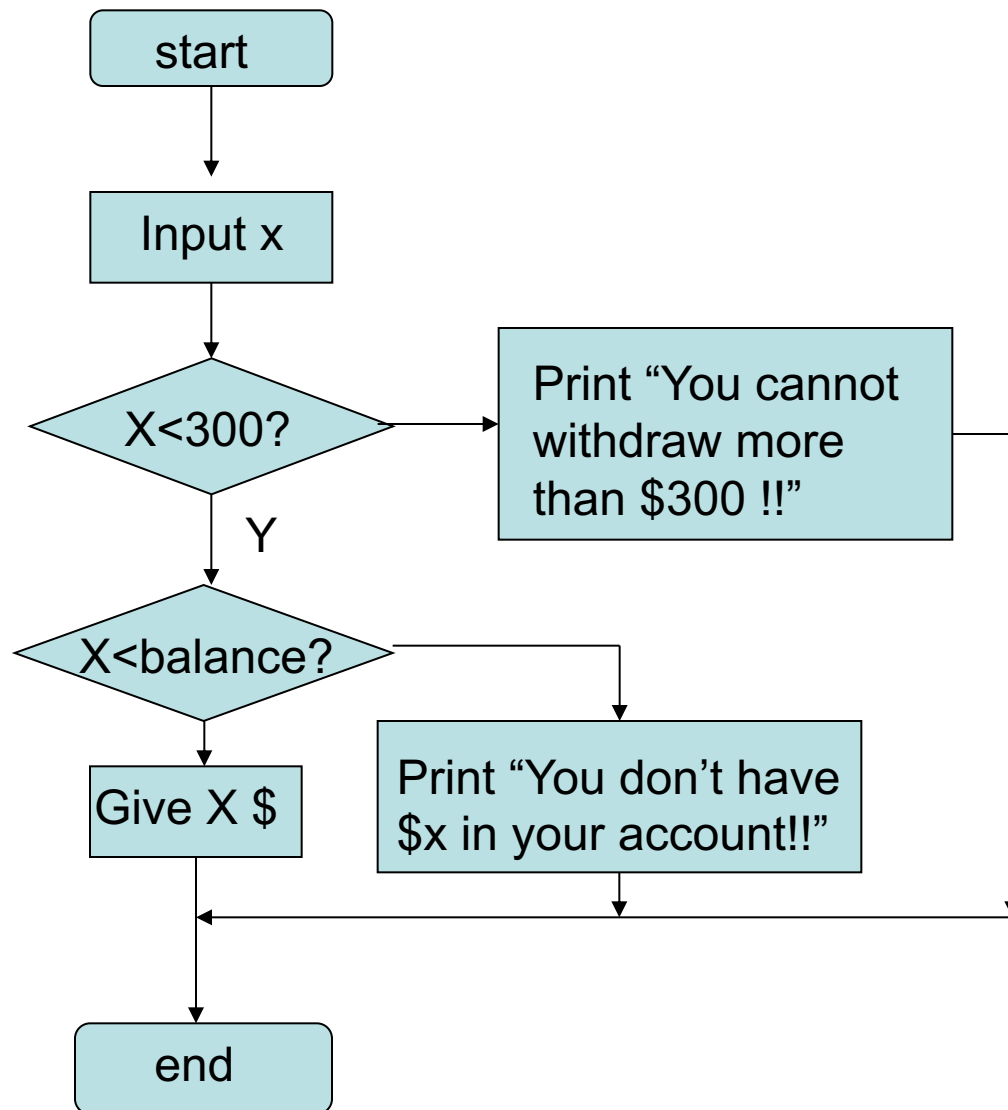 start
Input x
X<300?
Print “You cannot
withdraw more
than $300 !!”
Y
X<balance?
Give X $
Print “You don’t have
$x in your account!!”
end